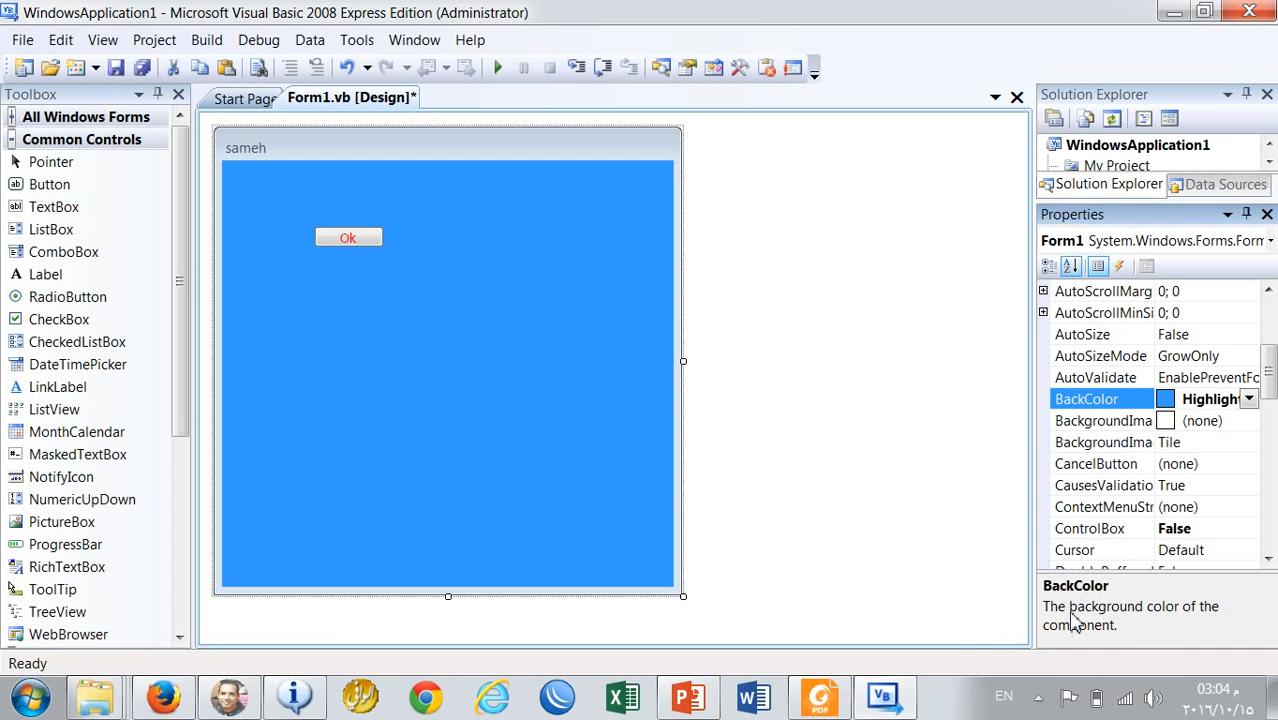 WindowsApplication1 - Microsoft Visual Basic 2008 Express Edition (Administrator)
File Edit View Project Build Debug Data Tools Window Help
Toolbox
Start Page
Form1.vb [Design]*
Solution Explorer
All Windows Forms
Common Controls
Pointer
Button
TextBox
ListBox
ComboBox
Label
RadioButton
CheckBox
CheckedListBox
DateTimePicker
LinkLabel
ListView
MonthCalendar
MaskedTextBox
NotifyIcon
NumericUpDown
PictureBox
ProgressBar
RichTextBox
ToolTip
TreeView
WebBrowser
sameh
Ok
WindowsApplication1
My Project
Solution Explorer Data Sources
Properties
Form1 System.Windows.Forms.Form
AutoScrollMarg 0; 0
AutoScrollMinSi 0; 0
AutoSize False
AutoSizeMode GrowOnly
AutoValidate EnablePreventFo
BackColor Highlight
BackgroundIma (none)
BackgroundIma Tile
CancelButton (none)
CausesValidatio True
ContextMenuStr (none)
ControlBox False
Cursor Default
BackColor
The background color of the
component.
Ready
EN
03:04 م
٢٠١٦/١٠/١٥